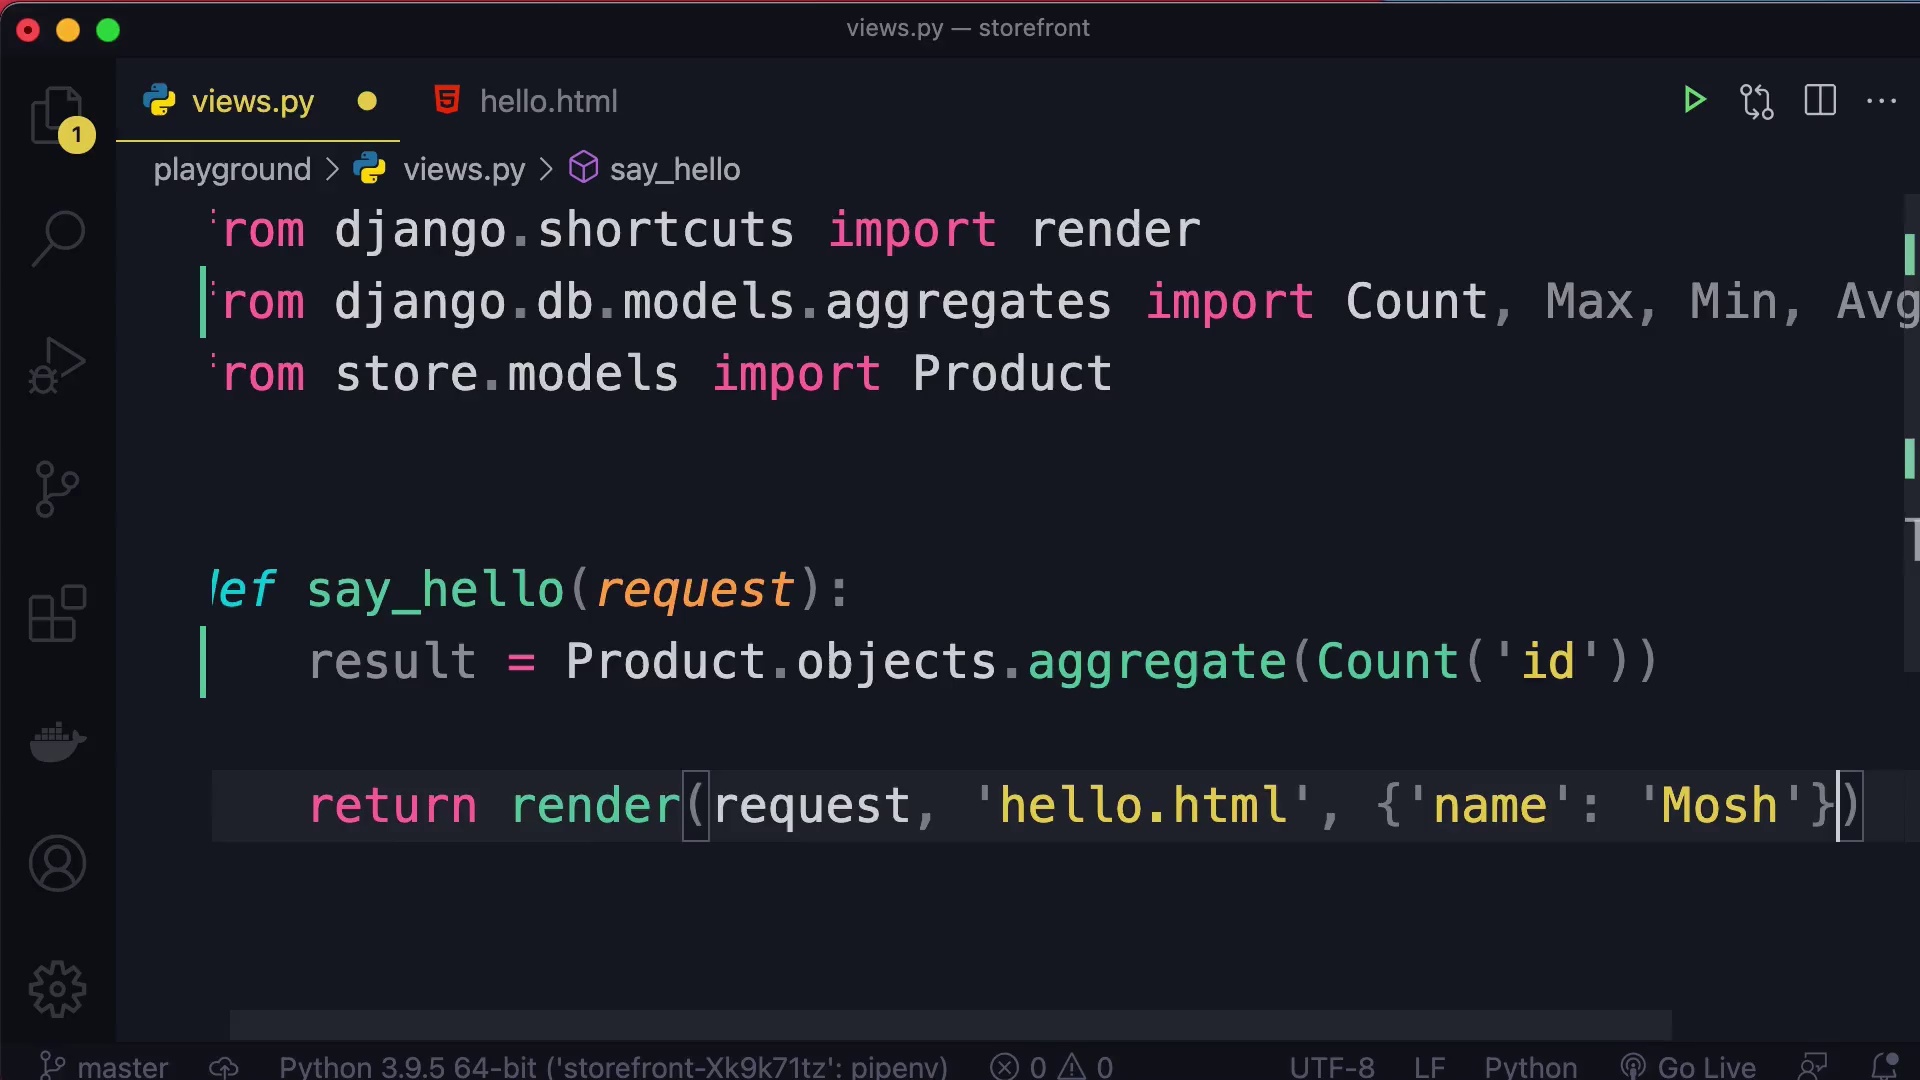 views.py — storefront
views.py
hello.html
1
playground > views.py > say_hello
rom django.shortcuts import render
rom django.db.models.aggregates import Count, Max, Min, Avg
rom store.models import Product
def say_hello(request):
result = Product.objects.aggregate(Count('id'))
return render(request, 'hello.html', {'name': 'Mosh'})
master
Python 3.9.5 64-bit ('storefront-Xk9k71tz': pipenv)
0
0
UTF-8
LF
Python
Go Live